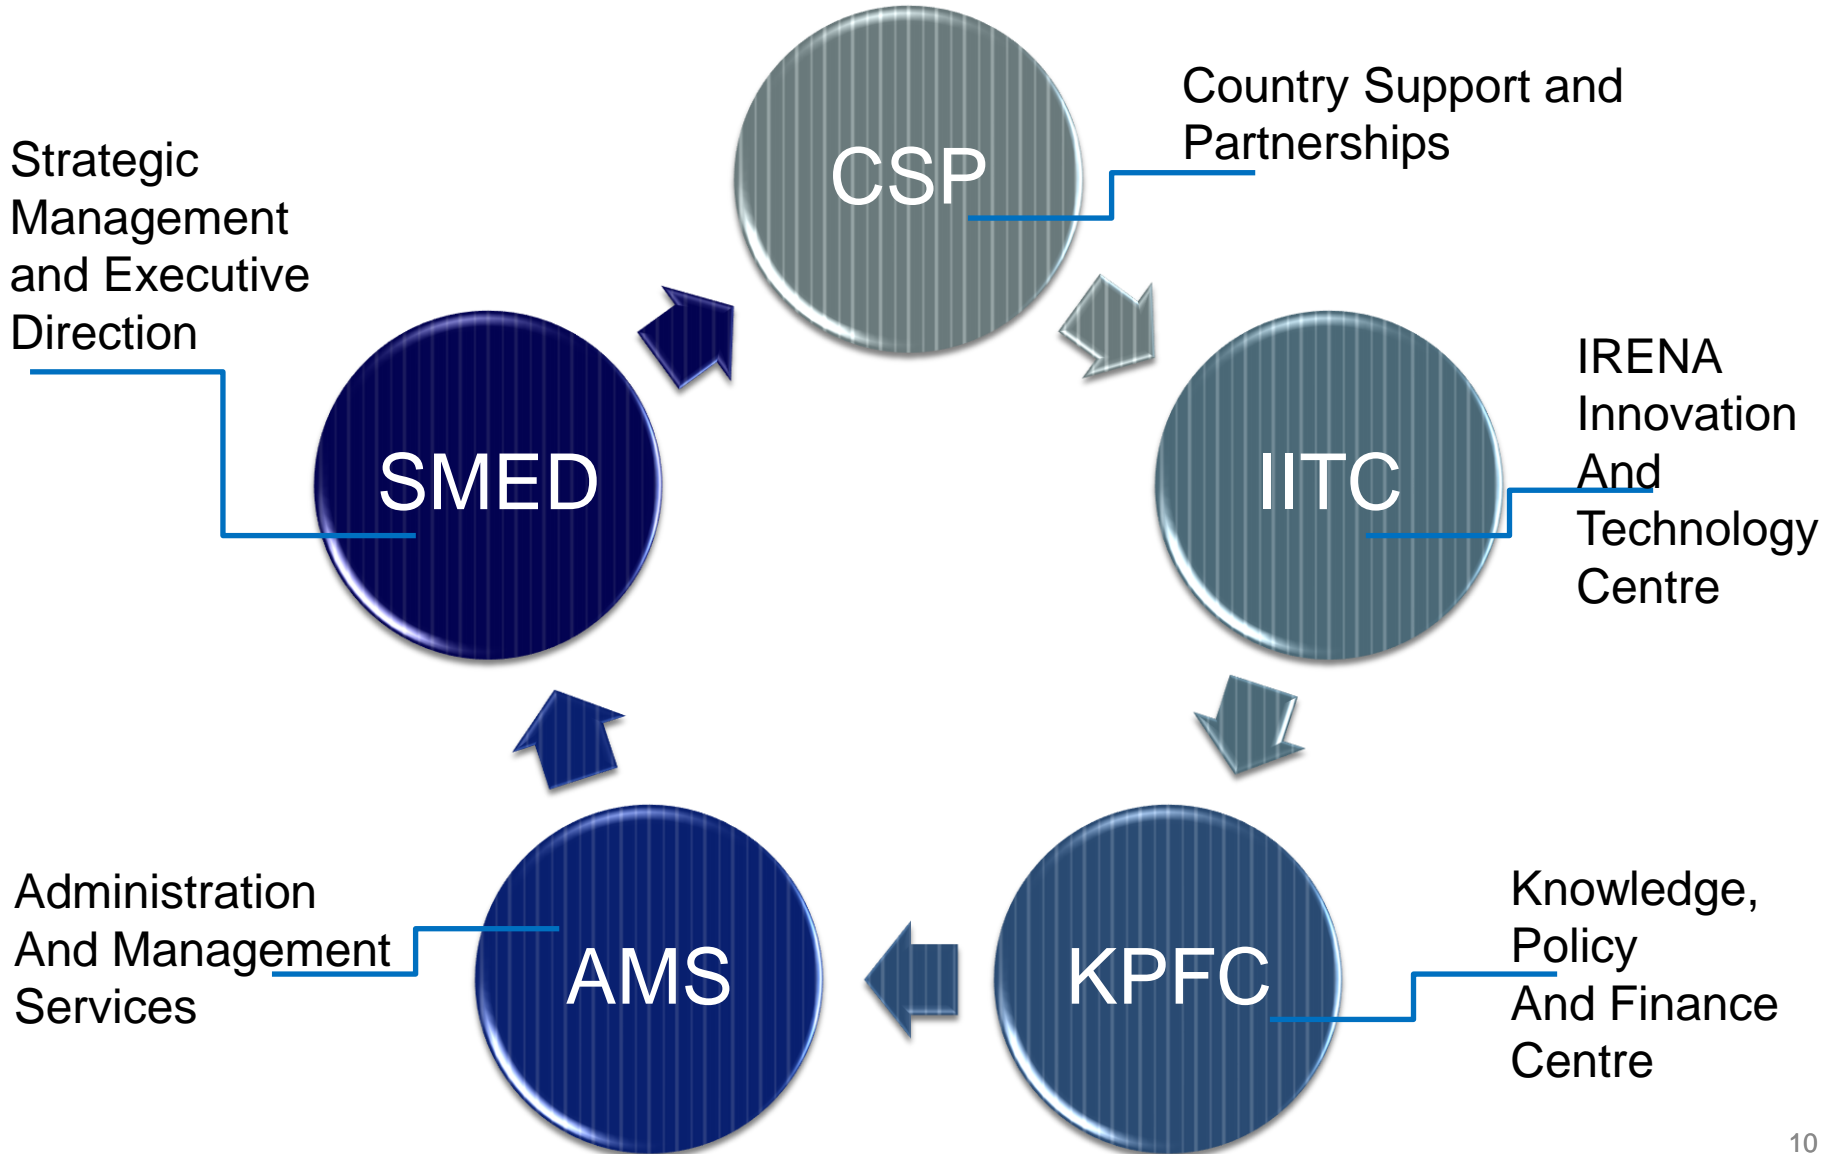 CSP
Country Support and
Partnerships
Strategic
Management
and Executive
Direction
SMED
IITC
IRENA
Innovation
And
Technology
Centre
Administration
And Management
Services
AMS
KPFC
Knowledge,
Policy
And Finance
Centre
10